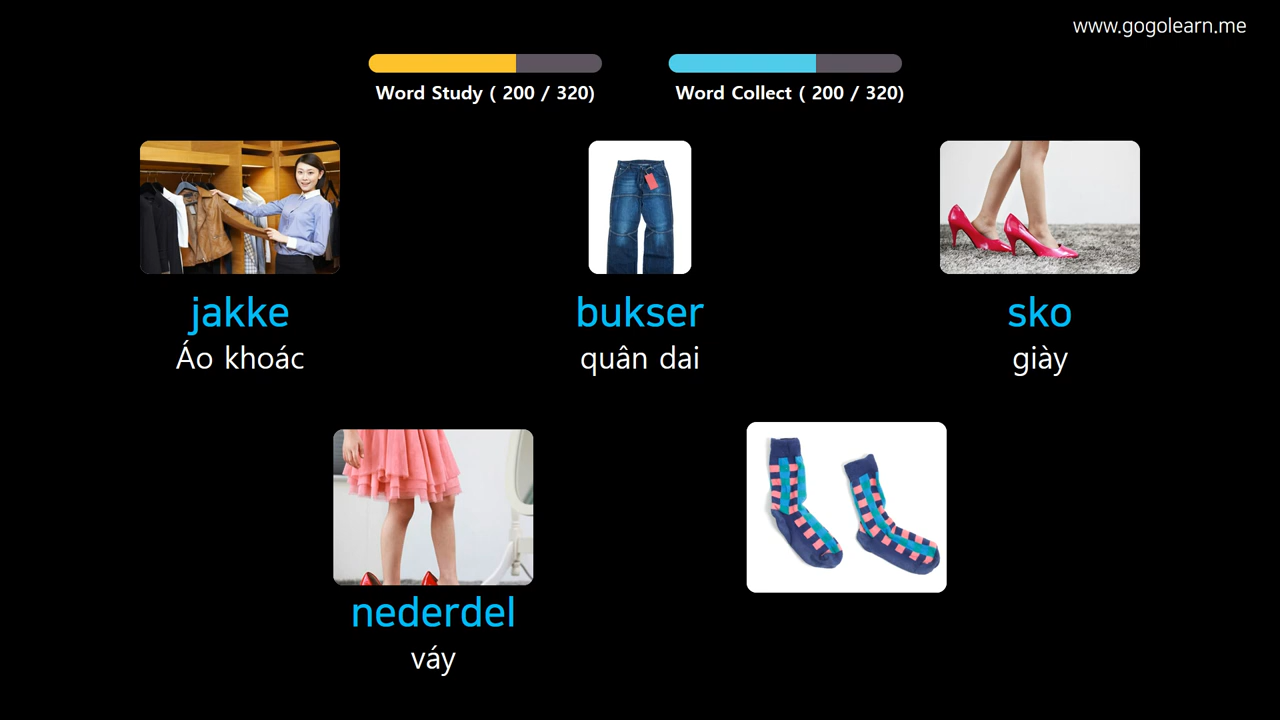 www.gogolearn.me
Word Study ( 200 / 320)
Word Collect ( 200 / 320)
jakke
Áo khoác
bukser
quân dai
sko
giày
nederdel
váy